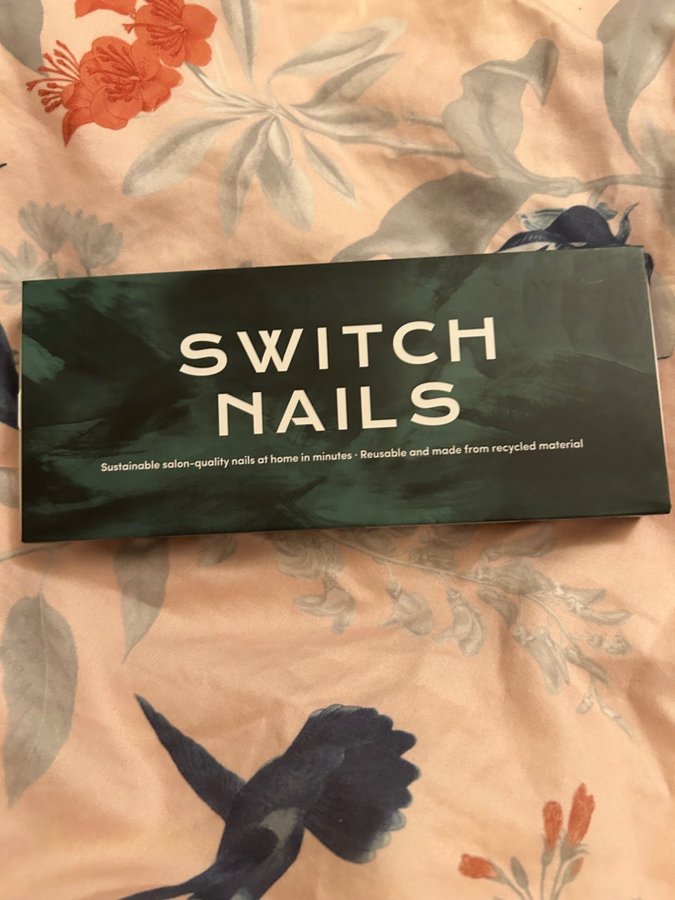 SWITCH
NAILS
Sustainable salon-quality nails at home in minutes · Reusable and made from recycled material